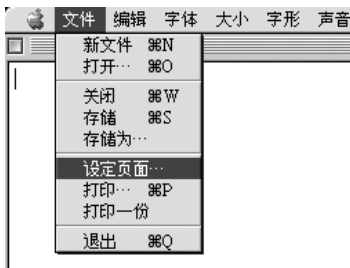 文件 编辑 字体 大小 字形 声音
新文件 ⌘N
打开… ⌘O
关闭 ⌘W
存储 ⌘S
存储为…
设定页面…
打印… ⌘P
打印一份
退出 ⌘Q